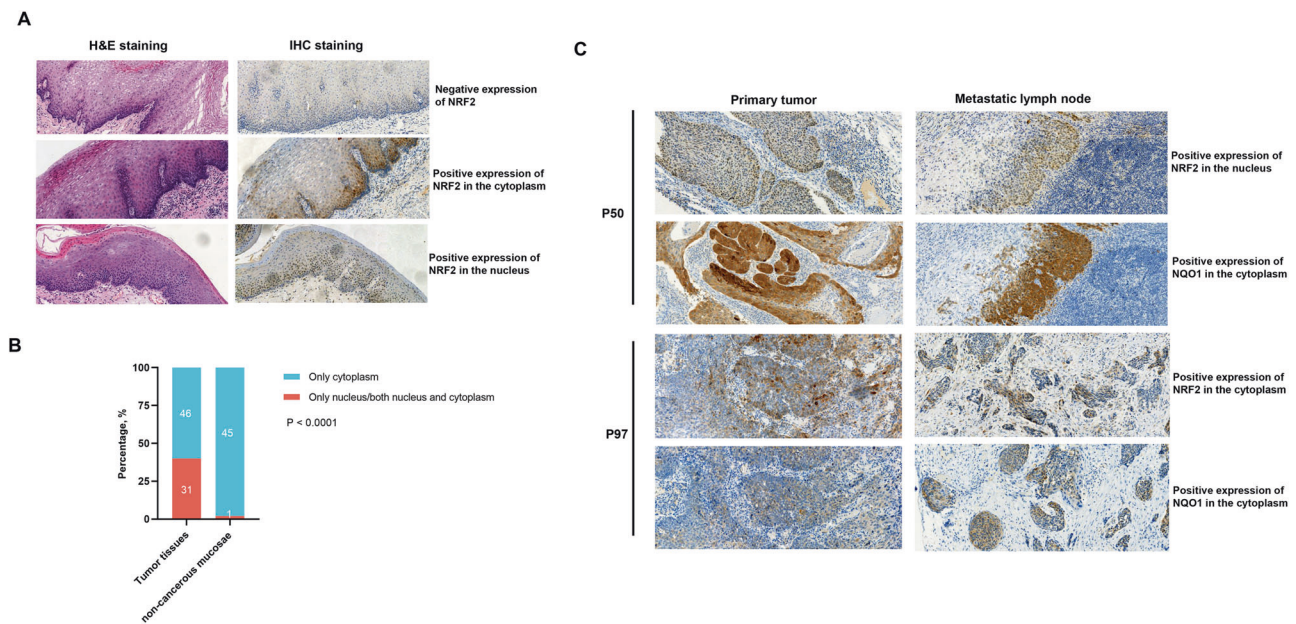 A
H&E staining
IHC staining
Negative expression
of NRF2
Positive expression of
NRF2 in the cytoplasm
Positive expression of
NRF2 in the nucleus
B
100
75
50
25
0
Percentage, %
46
31
45
1
Tumor tissues
non-cancerous mucosae
Only cytoplasm
Only nucleus/both nucleus and cytoplasm
P < 0.0001
C
Primary tumor
Metastatic lymph node
P50
Positive expression of
NRF2 in the nucleus
Positive expression of
NQO1 in the cytoplasm
P97
Positive expression of
NRF2 in the cytoplasm
Positive expression of
NQO1 in the cytoplasm